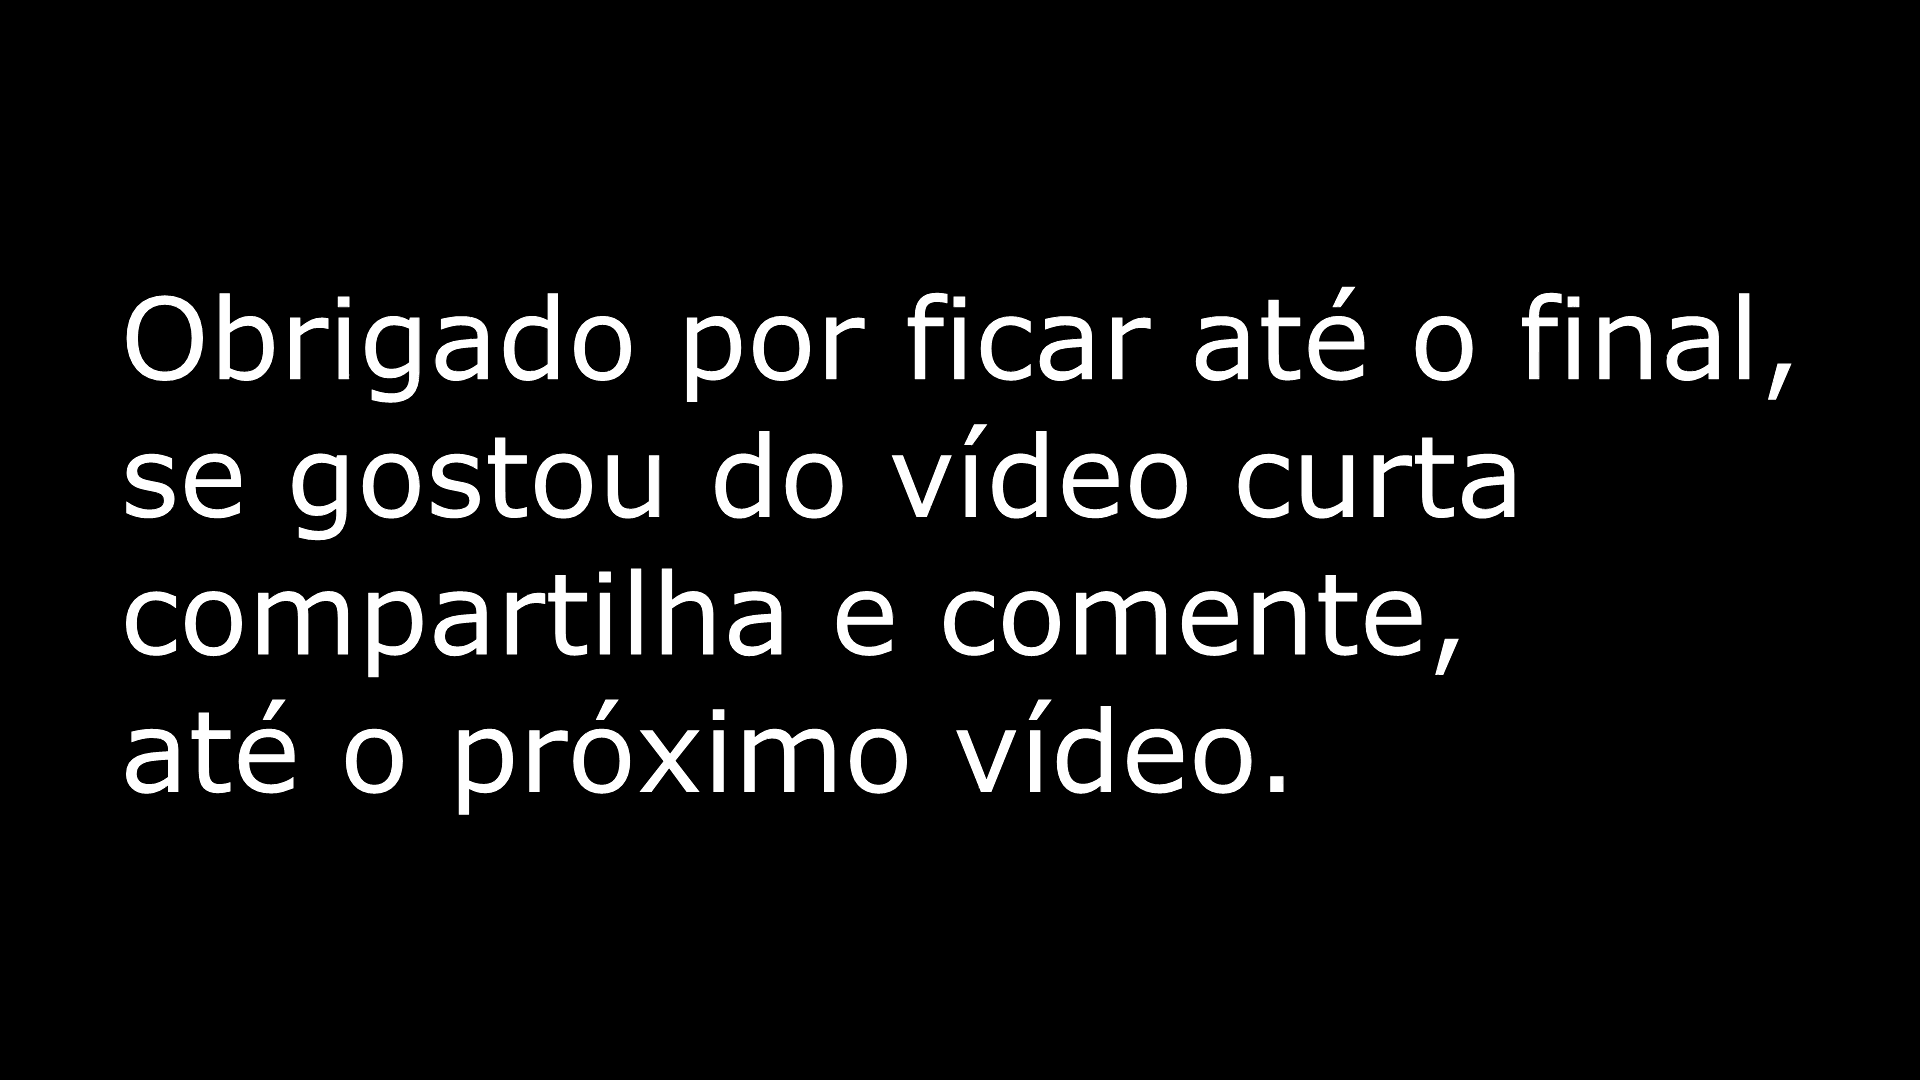 Obrigado por ficar até o final,
se gostou do vídeo curta
compartilha e comente,
até o próximo vídeo.